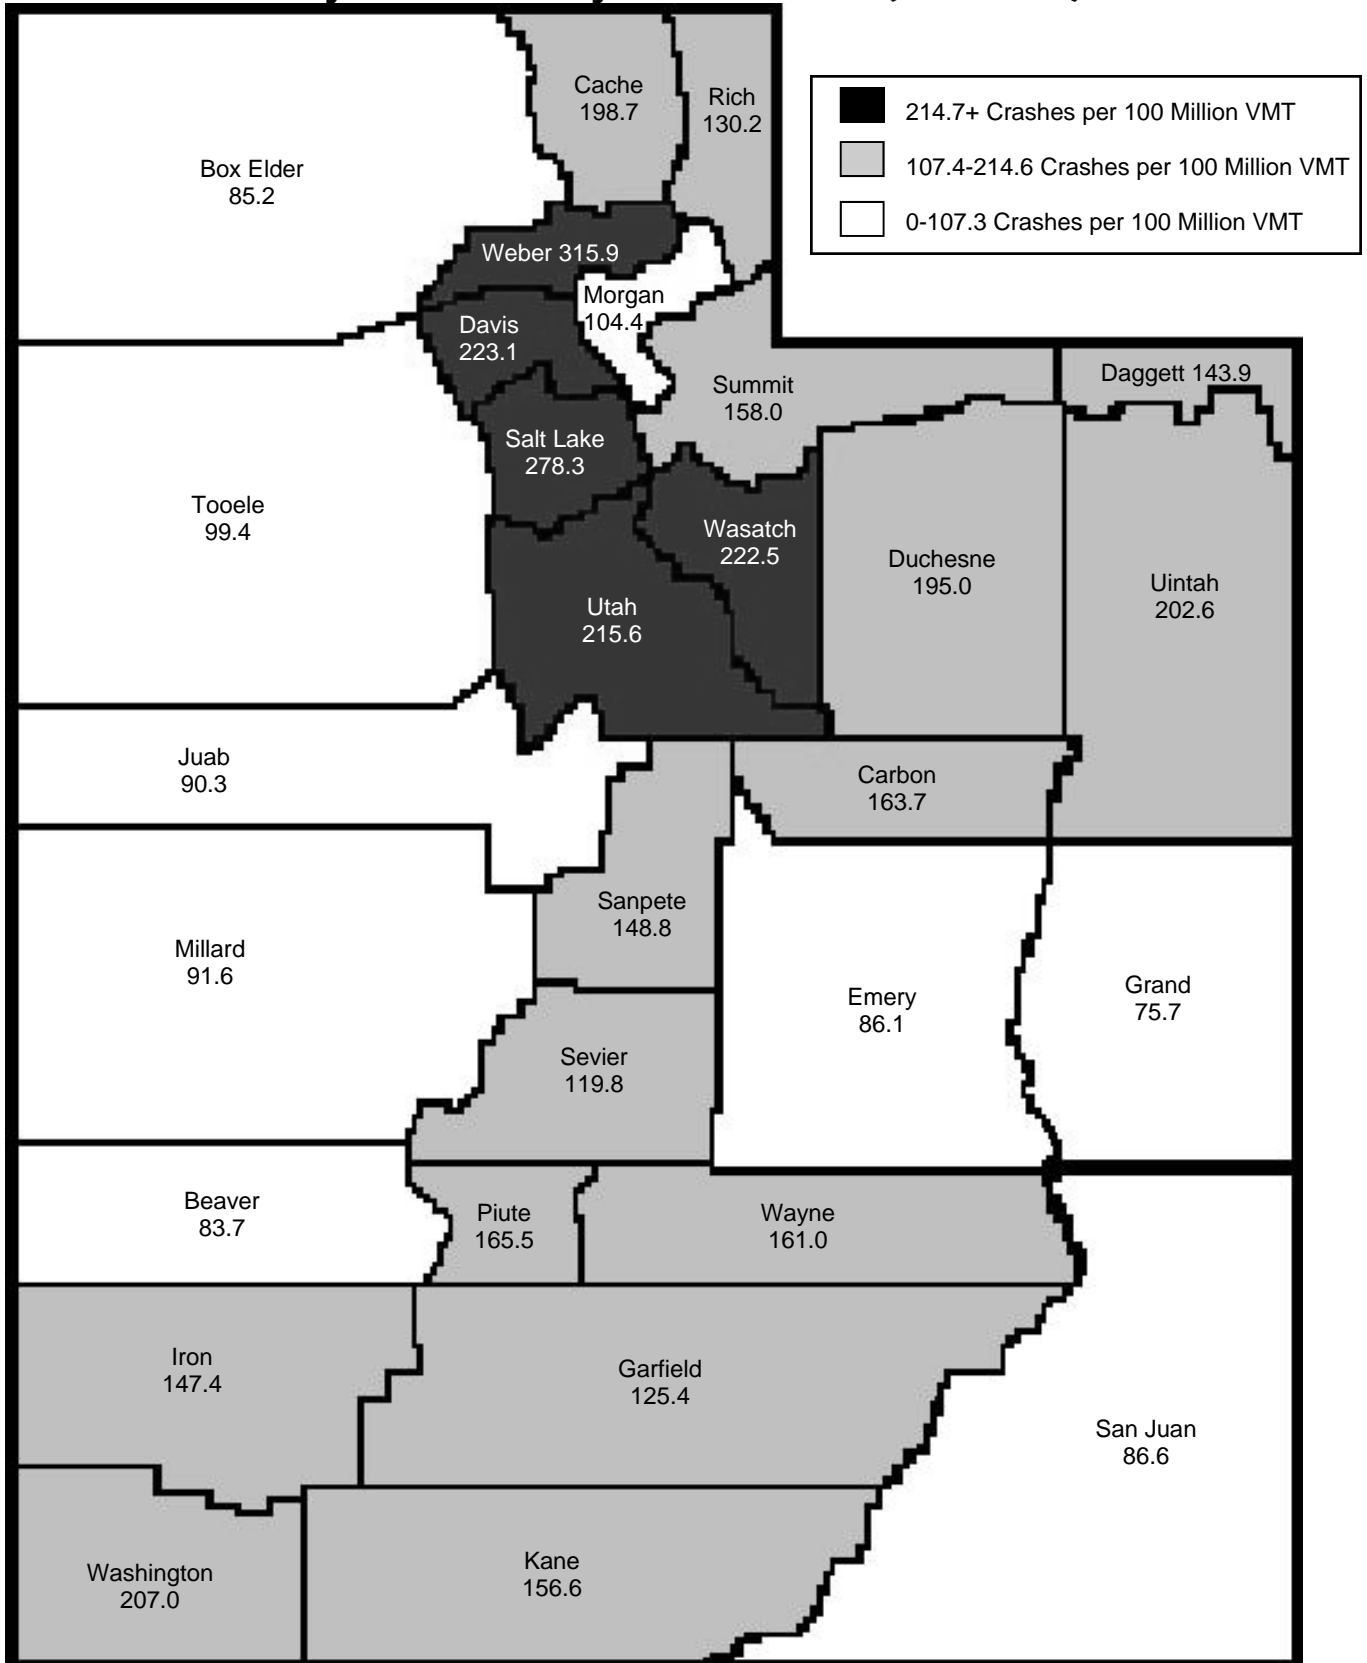 Cache
198.7
Rich
130.2
214.7+ Crashes per 100 Million VMT
107.4-214.6 Crashes per 100 Million VMT
0-107.3 Crashes per 100 Million VMT
Box Elder
85.2
Weber 315.9
Morgan
104.4
Davis
223.1
Summit
158.0
Daggett 143.9
Salt Lake
278.3
Tooele
99.4
Wasatch
222.5
Duchesne
195.0
Uintah
202.6
Utah
215.6
Juab
90.3
Carbon
163.7
Sanpete
148.8
Millard
91.6
Emery
86.1
Grand
75.7
Sevier
119.8
Beaver
83.7
Piute
165.5
Wayne
161.0
Iron
147.4
Garfield
125.4
San Juan
86.6
Washington
207.0
Kane
156.6